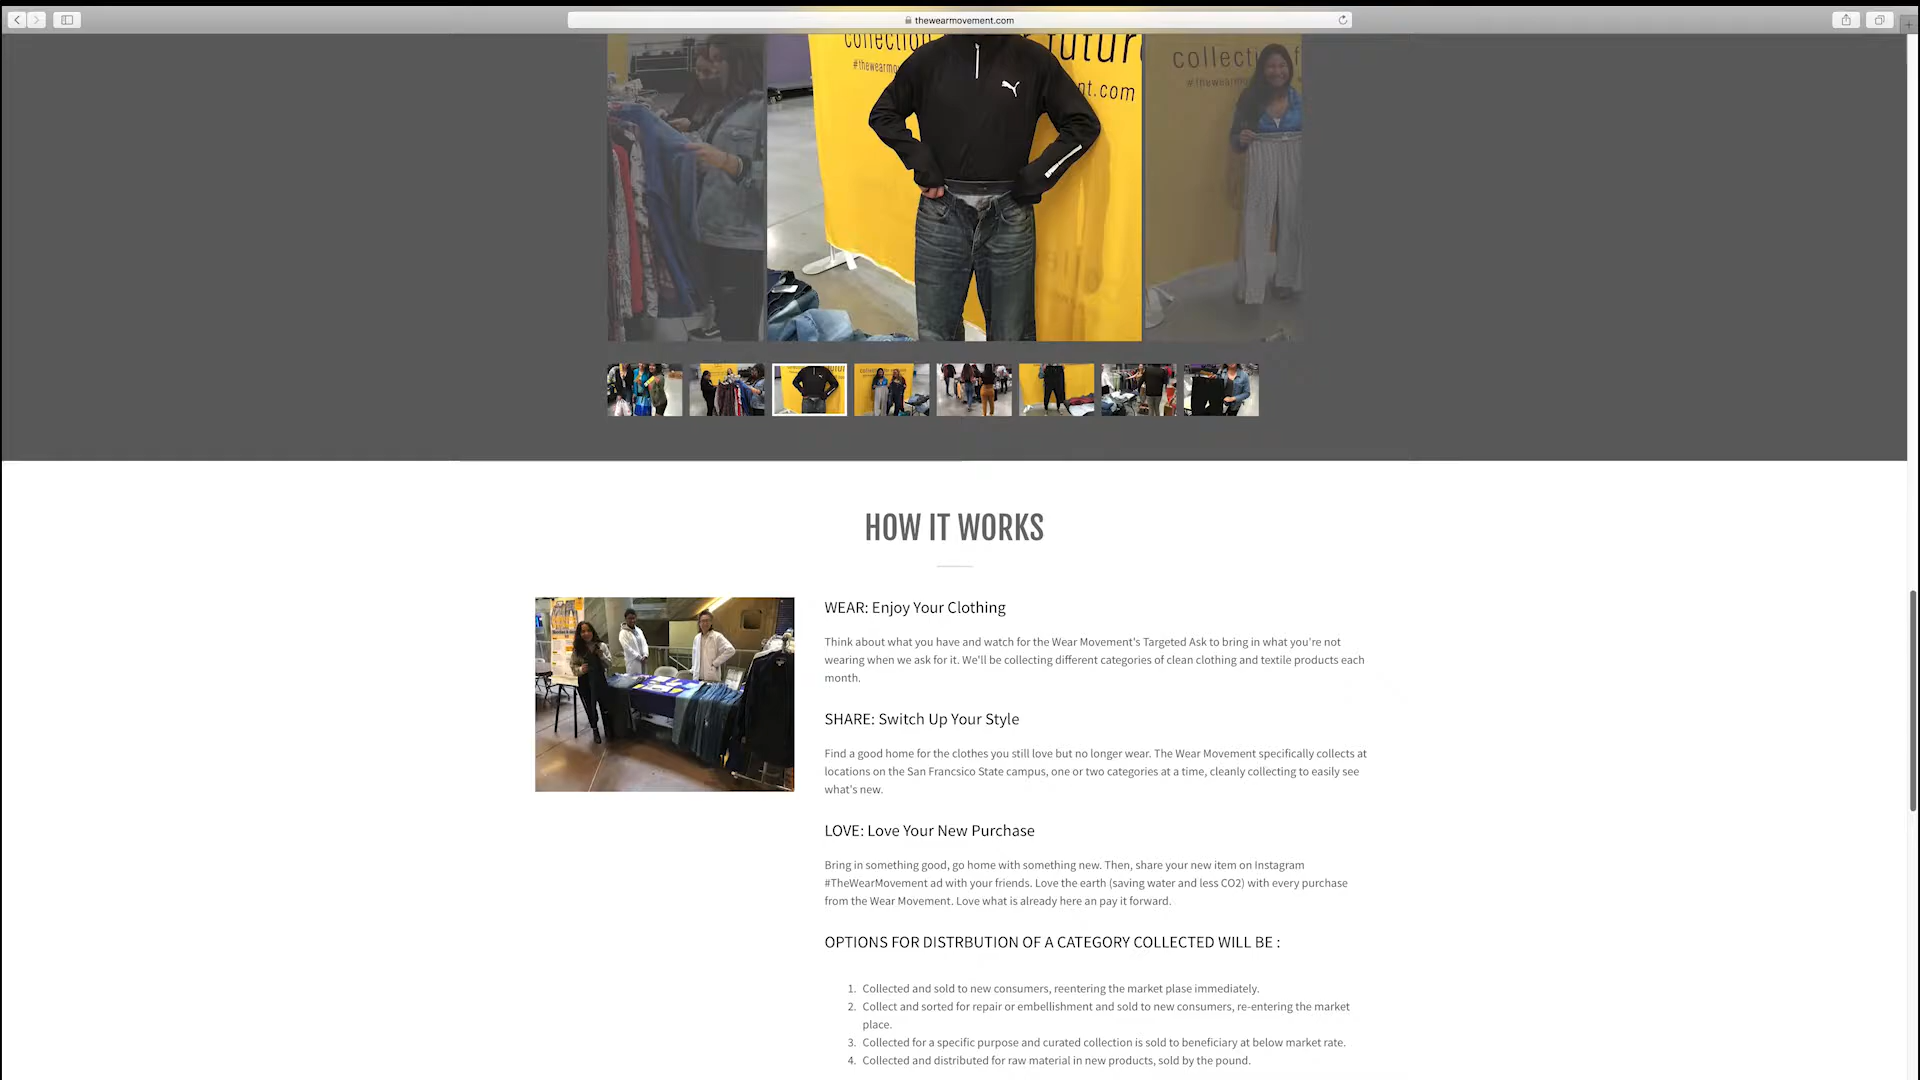 thewearmovement.com
collection
futur
collecti f
#thewearmo
nt.com
#thewea
HOW IT WORKS
WEAR: Enjoy Your Clothing
Think about what you have and watch for the Wear Movement's Targeted Ask to bring in what you're not
wearing when we ask for it. We'll be collecting different categories of clean clothing and textile products each
month.
SHARE: Switch Up Your Style
Find a good home for the clothes you still love but no longer wear. The Wear Movement specifically collects at
locations on the San Francsico State campus, one or two categories at a time, cleanly collecting to easily see
what's new.
LOVE: Love Your New Purchase
Bring in something good, go home with something new. Then, share your new item on Instagram
#TheWearMovement ad with your friends. Love the earth (saving water and less CO2) with every purchase
from the Wear Movement. Love what is already here an pay it forward.
OPTIONS FOR DISTRBUTION OF A CATEGORY COLLECTED WILL BE :
1. Collected and sold to new consumers, reentering the market plase immediately.
2. Collect and sorted for repair or embellishment and sold to new consumers, re-entering the market
place.
3. Collected for a specific purpose and curated collection is sold to beneficiary at below market rate.
4. Collected and distributed for raw material in new products, sold by the pound.